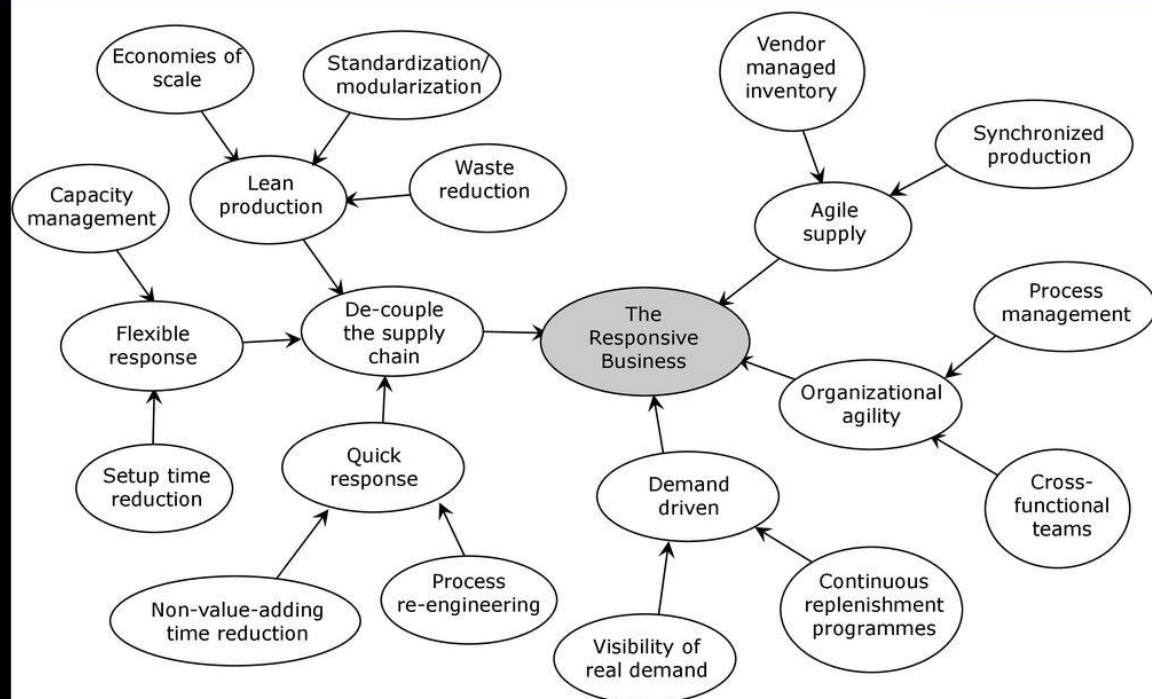 Economies of
scale
Standardization/
modularization
Vendor
managed
inventory
Synchronized
production
Waste
reduction
Lean
production
Capacity
management
Agile
supply
Process
management
De-couple
the supply
chain
The
Responsive
Business
Flexible
response
Organizational
agility
Quick
response
Setup time
reduction
Demand
driven
Cross-
functional
teams
Process
re-engineering
Non-value-adding
time reduction
Continuous
replenishment
programmes
Visibility of
real demand